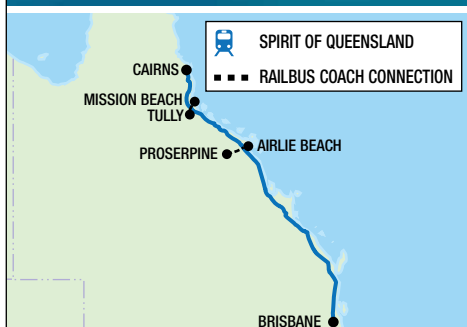 SPIRIT OF QUEENSLAND
RAILBUS COACH CONNECTION
CAIRNS
MISSION BEACH
TULLY
PROSERPINE
AIRLIE BEACH
BRISBANE